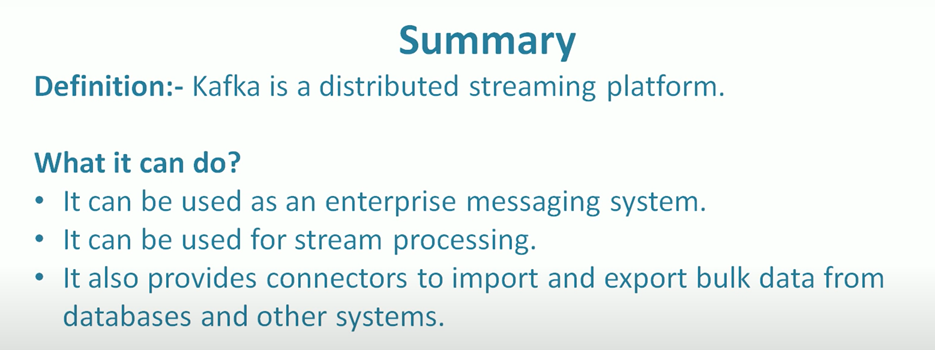 Summary
Definition:- Kafka is a distributed streaming platform.
What it can do?
• It can be used as an enterprise messaging system.
• It can be used for stream processing.
• It also provides connectors to import and export bulk data from
databases and other systems.